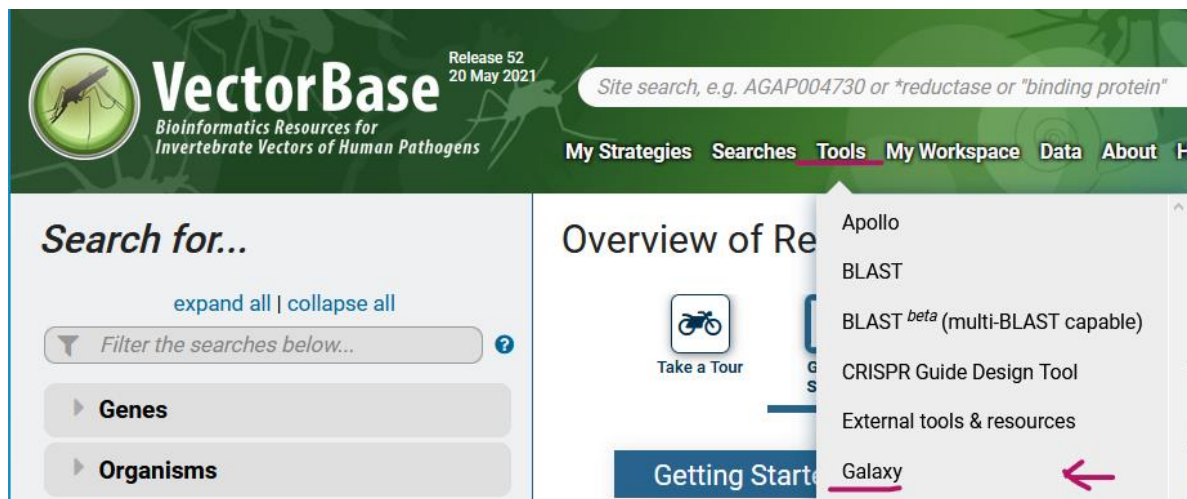 VectorBase
Release 52
20 May 2021
Bioinformatics Resources for
Invertebrate Vectors of Human Pathogens
Site search, e.g. AGAP004730 or *reductase or "binding protein"
My Strategies Searches Tools My Workspace Data About H
Search for...
expand all | collapse all
Filter the searches below...
?
Genes
Organisms
Overview of Re
Take a Tour
G
S
Getting Starte
Apollo
BLAST
BLAST beta (multi-BLAST capable)
CRISPR Guide Design Tool
External tools & resources
Galaxy